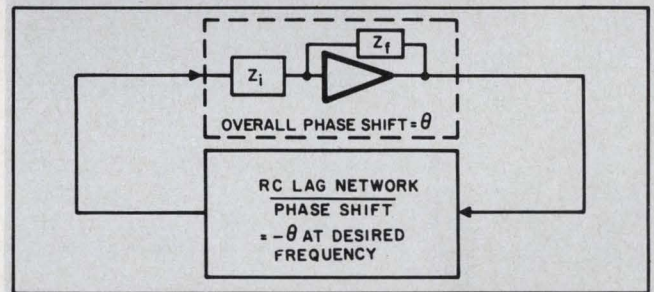 Zf
Zi
OVERALL PHASE SHIFT = θ
RC LAG NETWORK
PHASE SHIFT
= -θ AT DESIRED
FREQUENCY